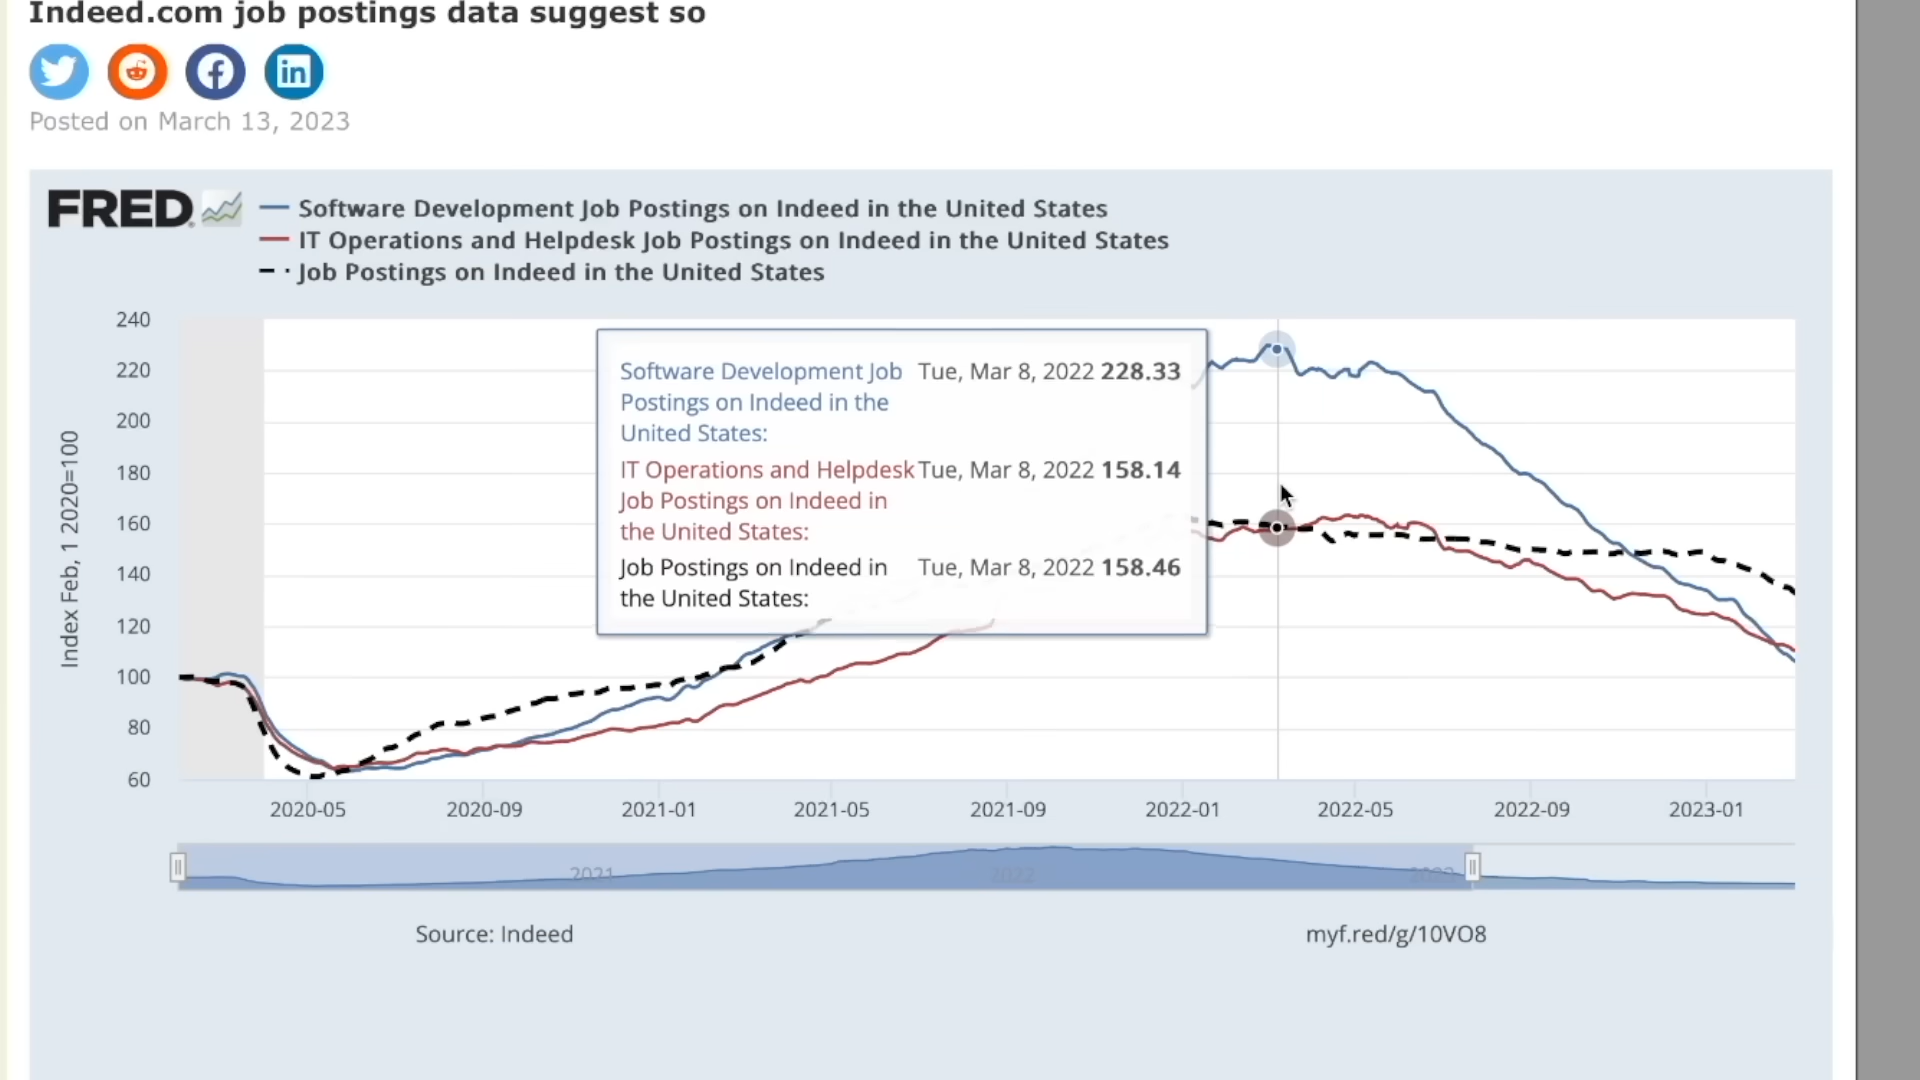 Indeed.com job postings data suggest so
Posted on March 13, 2023
FRED
Software Development Job Postings on Indeed in the United States
IT Operations and Helpdesk Job Postings on Indeed in the United States
Job Postings on Indeed in the United States
240
220
200
180
160
140
120
100
80
60
Index Feb, 1 2020=100
Software Development Job Tue, Mar 8, 2022 228.33
Postings on Indeed in the
United States:
IT Operations and Helpdesk Tue, Mar 8, 2022 158.14
Job Postings on Indeed in
the United States:
Job Postings on Indeed in Tue, Mar 8, 2022 158.46
the United States:
2020-05 2020-09 2021-01 2021-05 2021-09 2022-01 2022-05 2022-09 2023-01
2021 2022 2023
Source: Indeed myf.red/g/10VO8